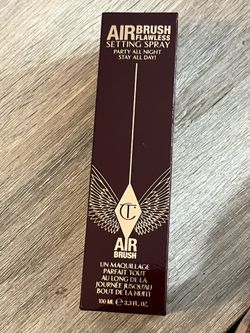 AIRBRUSH
FLAWLESS
SETTING SPRAY
PARTY ALL NIGHT
STAY ALL DAY!
CT
AIR
BRUSH
UN MAQUILLAGE
PARFAIT TOUT
AU LONG DE LA
JOURNÉE JUSQU'AU
BOUT DE LA NUIT!
100 ML ℮ 3.3 fl. oz.